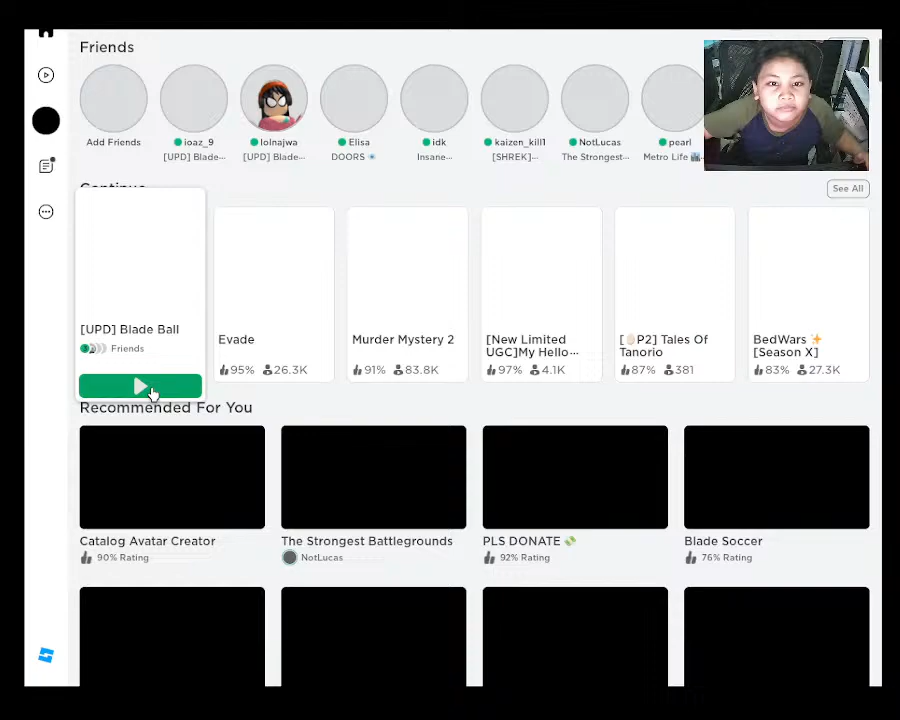 Friends
Add Friends
ioaz_9
[UPD] Blade...
lolnajwa
[UPD] Blade...
Elisa
DOORS
idk
Insane...
kaizen_kill1
[SHREK]...
NotLucas
The Strongest...
pearl
Metro Life
Continue
See All
[UPD] Blade Ball
Friends
Evade
95% 26.3K
Murder Mystery 2
91% 83.8K
[New Limited
UGC]My Hello...
97% 4.1K
[🥚P2] Tales Of
Tanorio
87% 381
BedWars ✨
[Season X]
83% 27.3K
Recommended For You
Catalog Avatar Creator
90% Rating
The Strongest Battlegrounds
NotLucas
PLS DONATE 💸
92% Rating
Blade Soccer
76% Rating